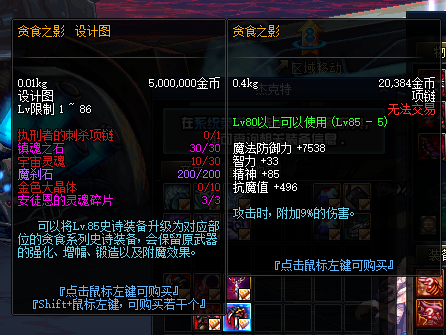 贪食之影 设计图
0.01kg 5,000,000金币
设计图
Lv限制 1 ~ 86
执刑者的刺杀项链 0/1
镇魂之石 30/30
宇宙灵魂 10/30
魔刹石 200/200
金色大晶体 0/10
安徒恩的灵魂碎片 3/3
可以将Lv.85史诗装备升级为对应部
位的贪食系列史诗装备,会保留原武器
的强化、增幅、锻造以及附魔效果。
『点击鼠标左键可购买』
『Shift+鼠标左键, 可购买若干个』
贪食之影
0.4kg 20,384金币
项链
无法交易
Lv80以上可以使用 (Lv85 - 5)
魔法防御力 +7538
智力 +33
精神 +85
抗魔值 +496
攻击时, 附加9%的伤害。
『点击鼠标左键可购买』
区域移动